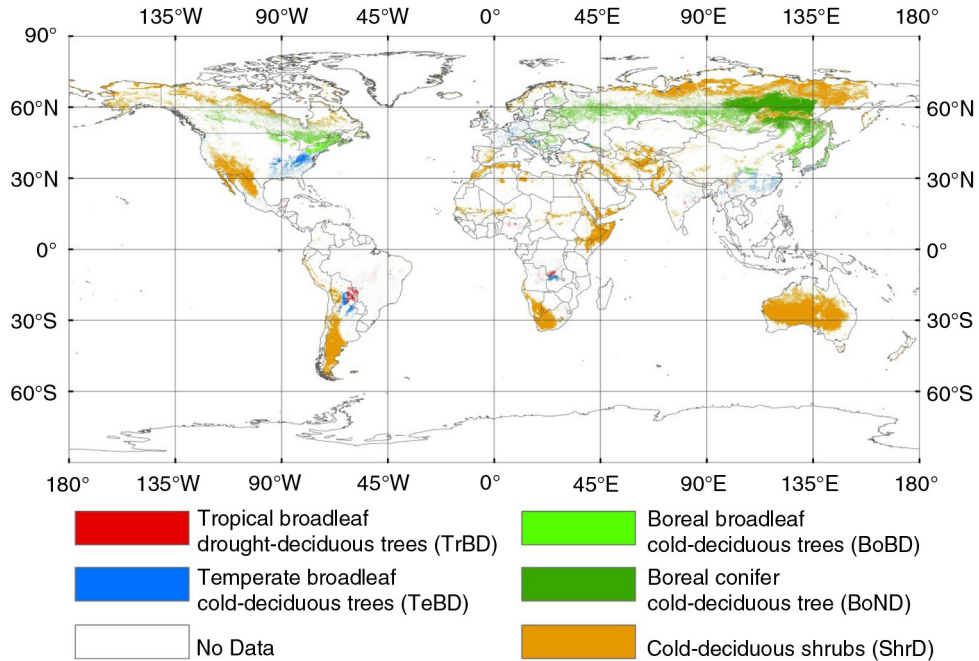 135°W 90°W 45°W 0° 45°E 90°E 135°E 180°
90°
60°N 60°N
30°N 30°N
0° 0°
30°S 30°S
60°S 60°S
180° 135°W 90°W 45°W 0° 45°E 90°E 135°E 180°
Tropical broadleaf
drought-deciduous trees (TrBD)
Boreal broadleaf
cold-deciduous trees (BoBD)
Temperate broadleaf
cold-deciduous trees (TeBD)
Boreal conifer
cold-deciduous tree (BoND)
No Data
Cold-deciduous shrubs (ShrD)